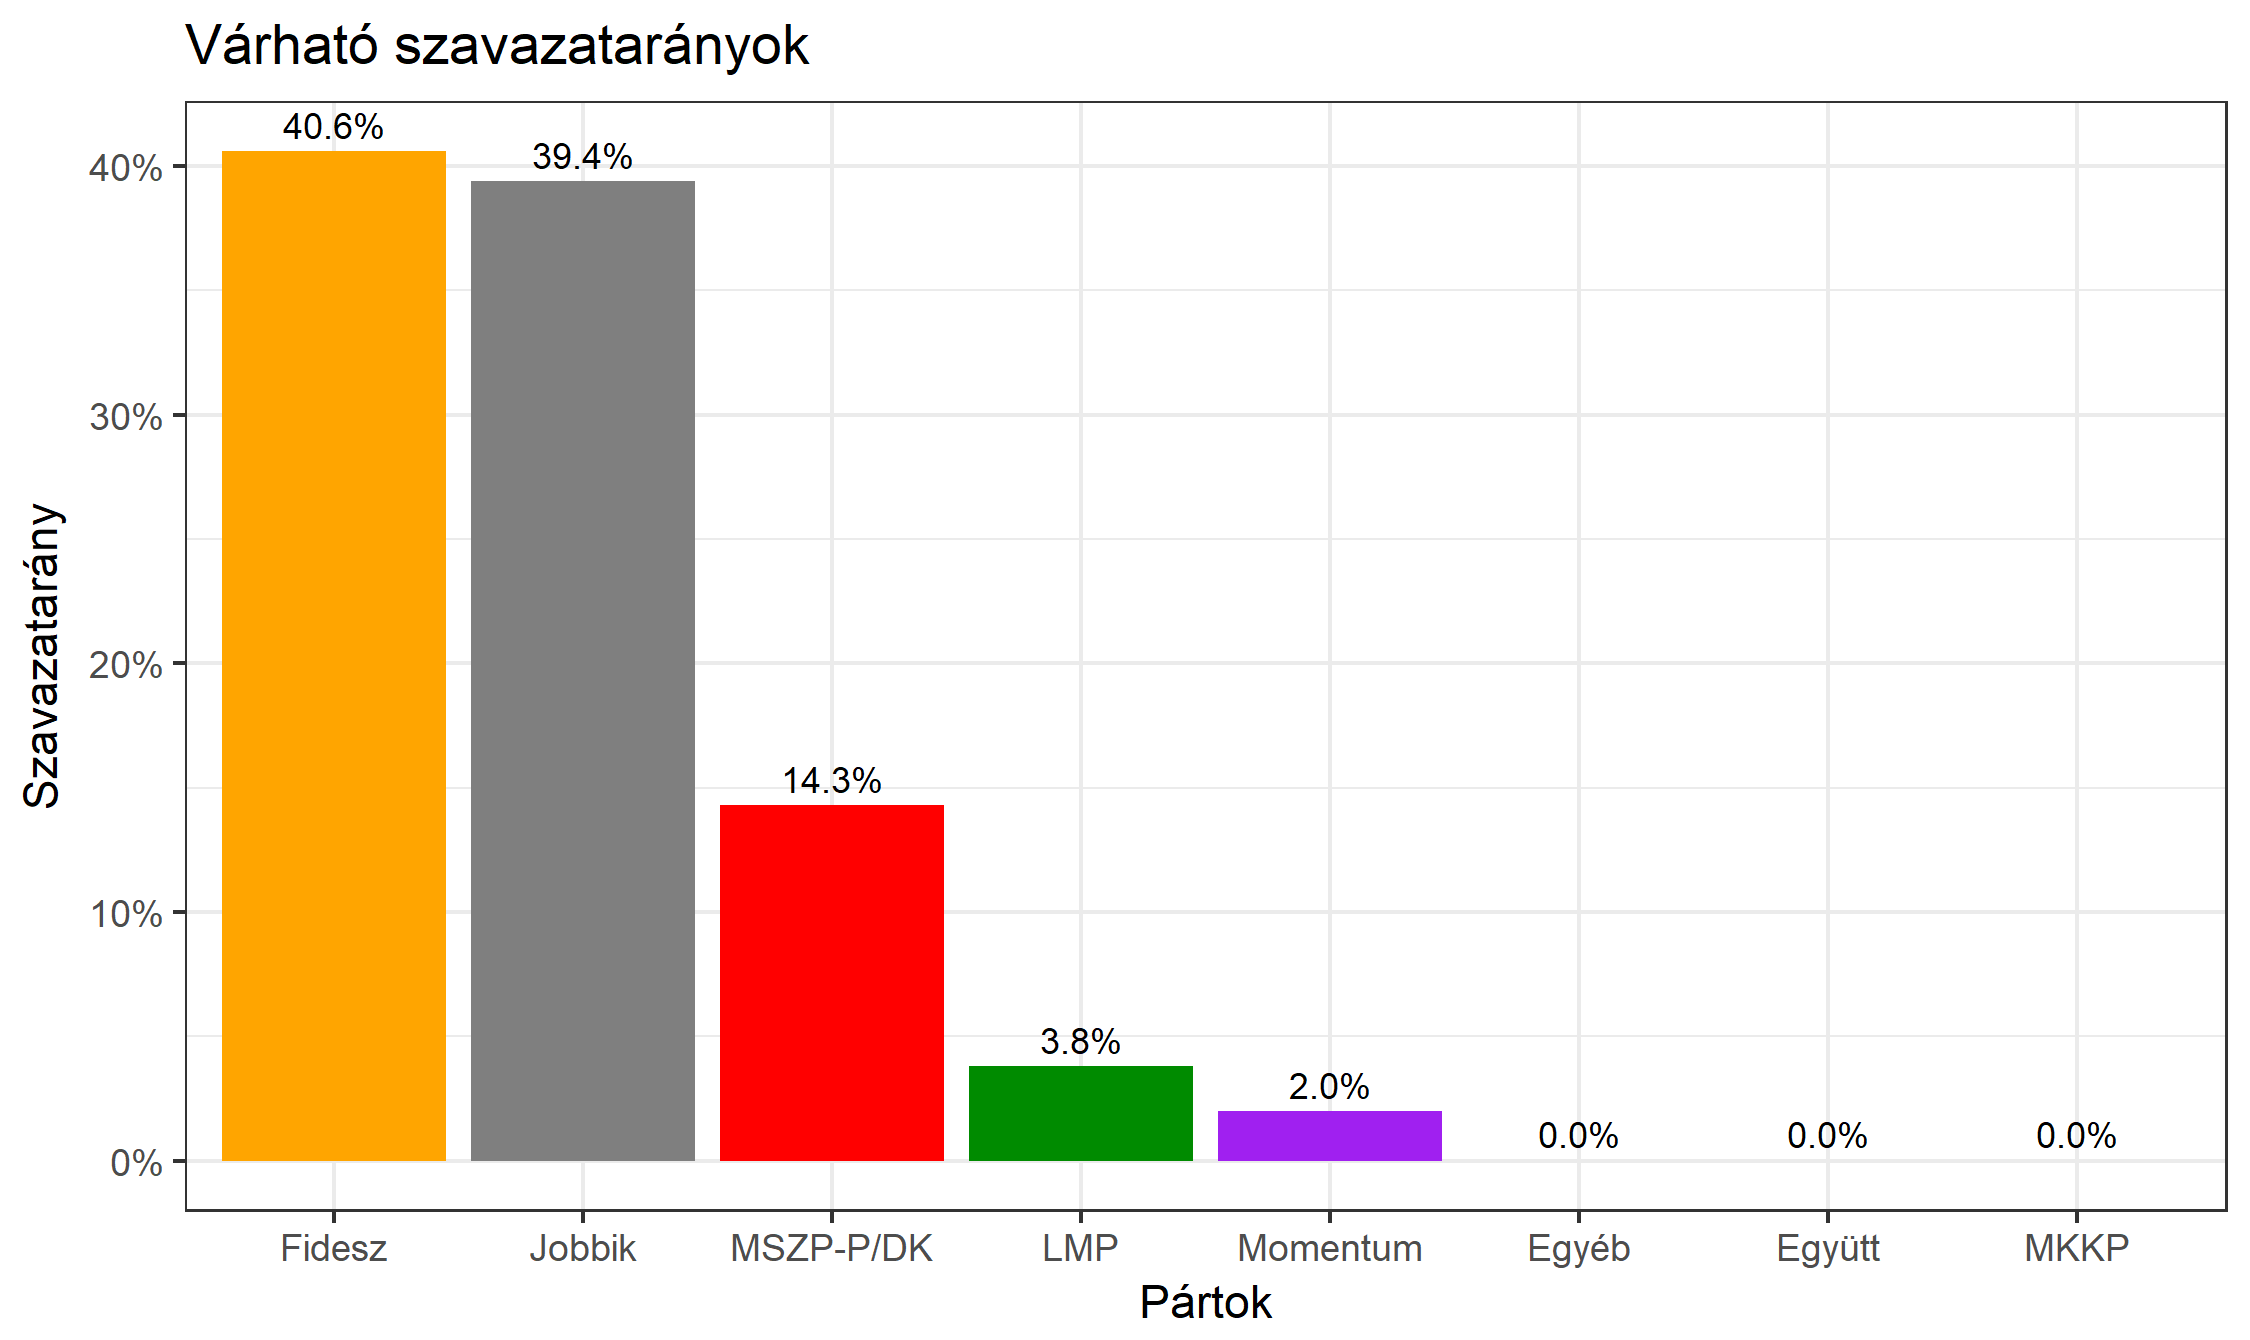 Várható szavazatarányok
40.6%
39.4%
14.3%
3.8%
2.0%
0.0%
0.0%
0.0%
40%
30%
20%
10%
0%
Szavazatarány
Fidesz
Jobbik
MSZP-P/DK
LMP
Momentum
Egyéb
Együtt
MKKP
Pártok